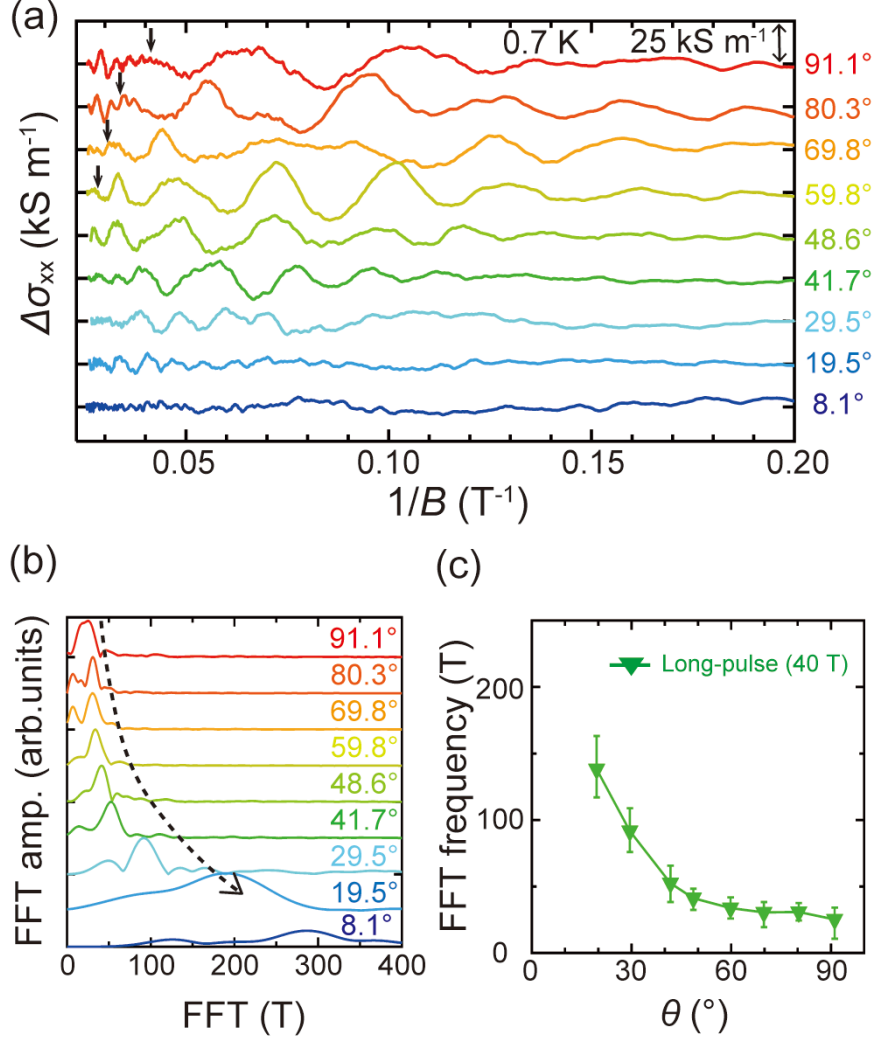 (a)
0.7 K
25 kS m⁻¹
91.1°
80.3°
69.8°
59.8°
48.6°
41.7°
29.5°
19.5°
8.1°
Δσxx (kS m⁻¹)
0.05
0.10
0.15
0.20
1/B (T⁻¹)
(b)
91.1°
80.3°
69.8°
59.8°
48.6°
41.7°
29.5°
19.5°
8.1°
FFT amp. (arb.units)
0
100
200
300
400
FFT (T)
(c)
Long-pulse (40 T)
FFT frequency (T)
200
100
0
0
30
60
90
θ (°)